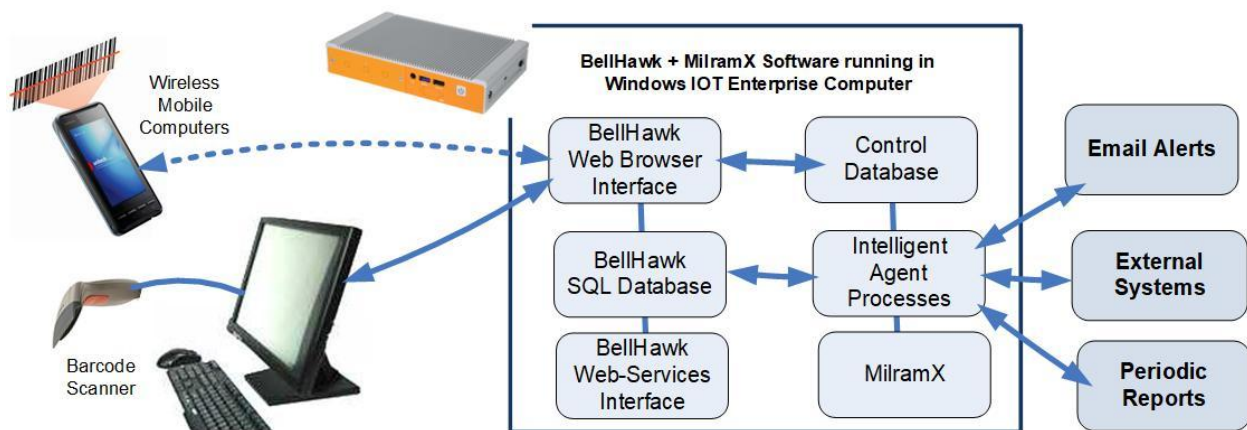 BellHawk + MilramX Software running in
Windows IOT Enterprise Computer
Wireless
Mobile
Computers
BellHawk
Web Browser
Interface
Control
Database
Email Alerts
BellHawk
SQL Database
Intelligent
Agent
Processes
External
Systems
Barcode
Scanner
BellHawk
Web-Services
Interface
MilramX
Periodic
Reports